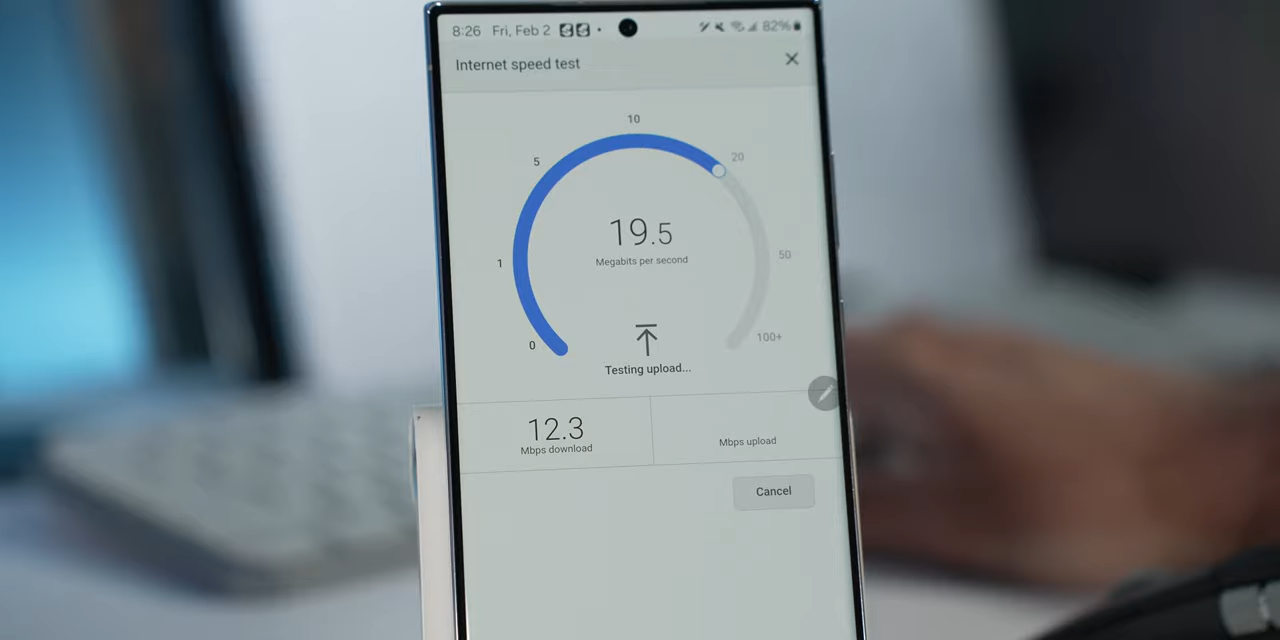 8:26 Fri, Feb 2 82%
Internet speed test
10
5
20
19.5
Megabits per second
1
50
0
100+
Testing upload...
12.3
Mbps download
Mbps upload
Cancel